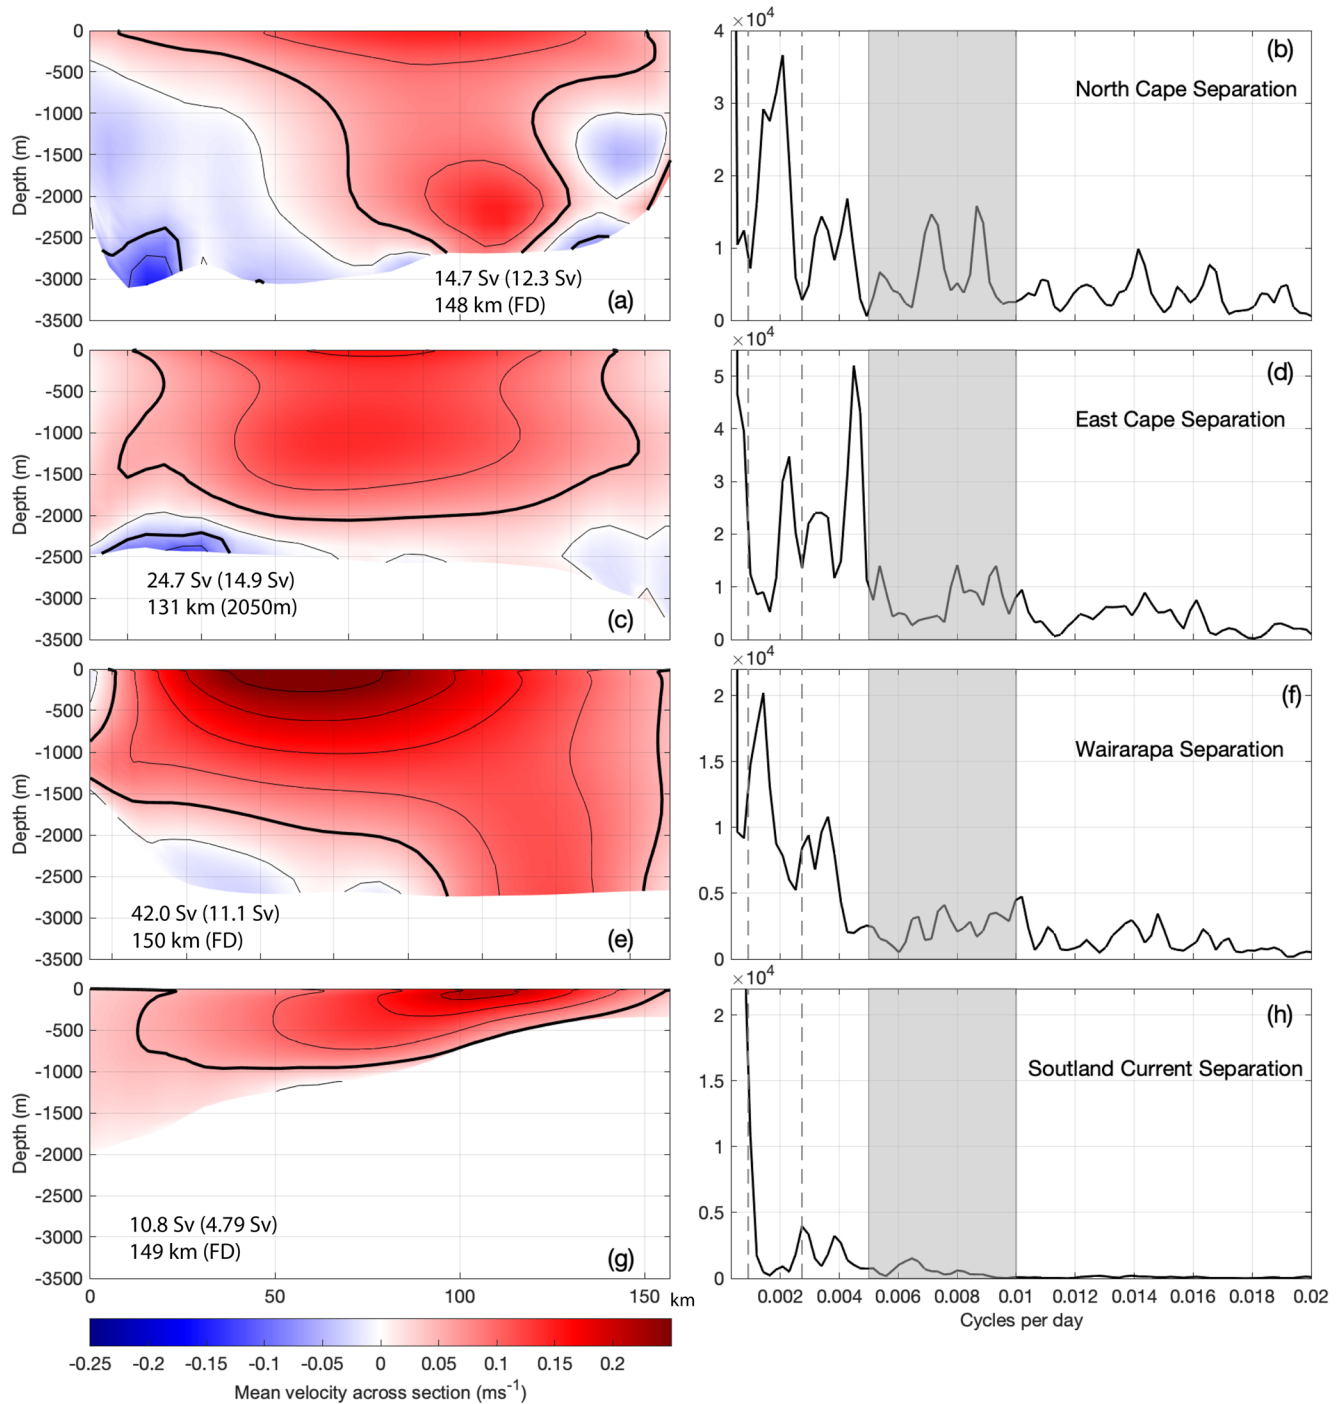 ×10⁴
0
-500
-1000
-1500
-2000
-2500
-3000
-3500
Depth (m)
14.7 Sv (12.3 Sv)
148 km (FD)
(a)
4
3
2
1
0
(b)
North Cape Separation
0
-500
-1000
-1500
-2000
-2500
-3000
-3500
Depth (m)
24.7 Sv (14.9 Sv)
131 km (2050m)
(c)
×10⁴
5
4
3
2
1
0
(d)
East Cape Separation
0
-500
-1000
-1500
-2000
-2500
-3000
-3500
Depth (m)
42.0 Sv (11.1 Sv)
150 km (FD)
(e)
×10⁴
2
1.5
1
0.5
0
(f)
Wairarapa Separation
0
-500
-1000
-1500
-2000
-2500
-3000
-3500
Depth (m)
10.8 Sv (4.79 Sv)
149 km (FD)
(g)
0 50 100 150 km
×10⁴
2
1.5
1
0.5
0
(h)
Soutland Current Separation
0.002 0.004 0.006 0.008 0.01 0.012 0.014 0.016 0.018 0.02
Cycles per day
-0.25 -0.2 -0.15 -0.1 -0.05 0 0.05 0.1 0.15 0.2
Mean velocity across section (ms⁻¹)